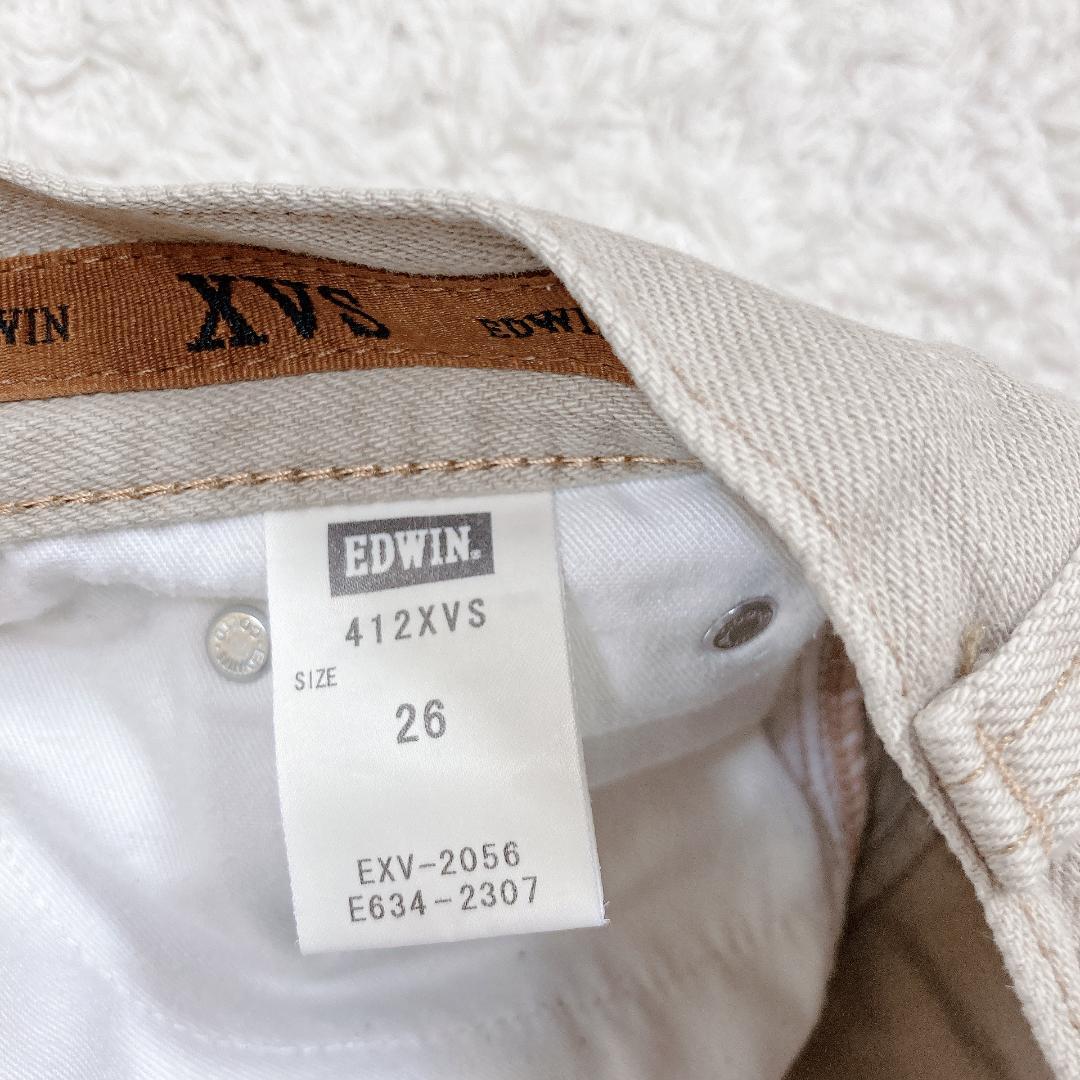 WIN XVS EDWI
EDWIN.
412XVS
SIZE
26
EXV-2056
E634-2307